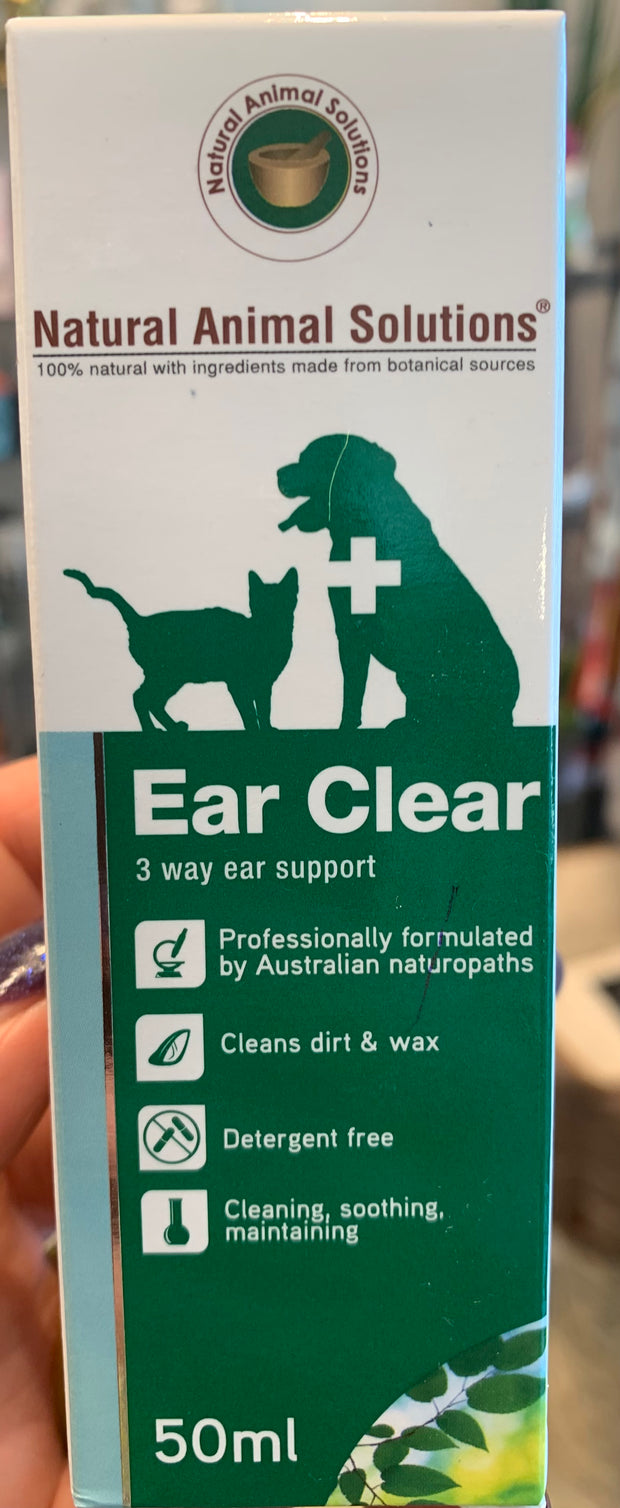 Natural Animal Solutions
Natural Animal Solutions®
100% natural with ingredients made from botanical sources
Ear Clear
3 way ear support
Professionally formulated
by Australian naturopaths
Cleans dirt & wax
Detergent free
Cleaning, soothing,
maintaining
50ml